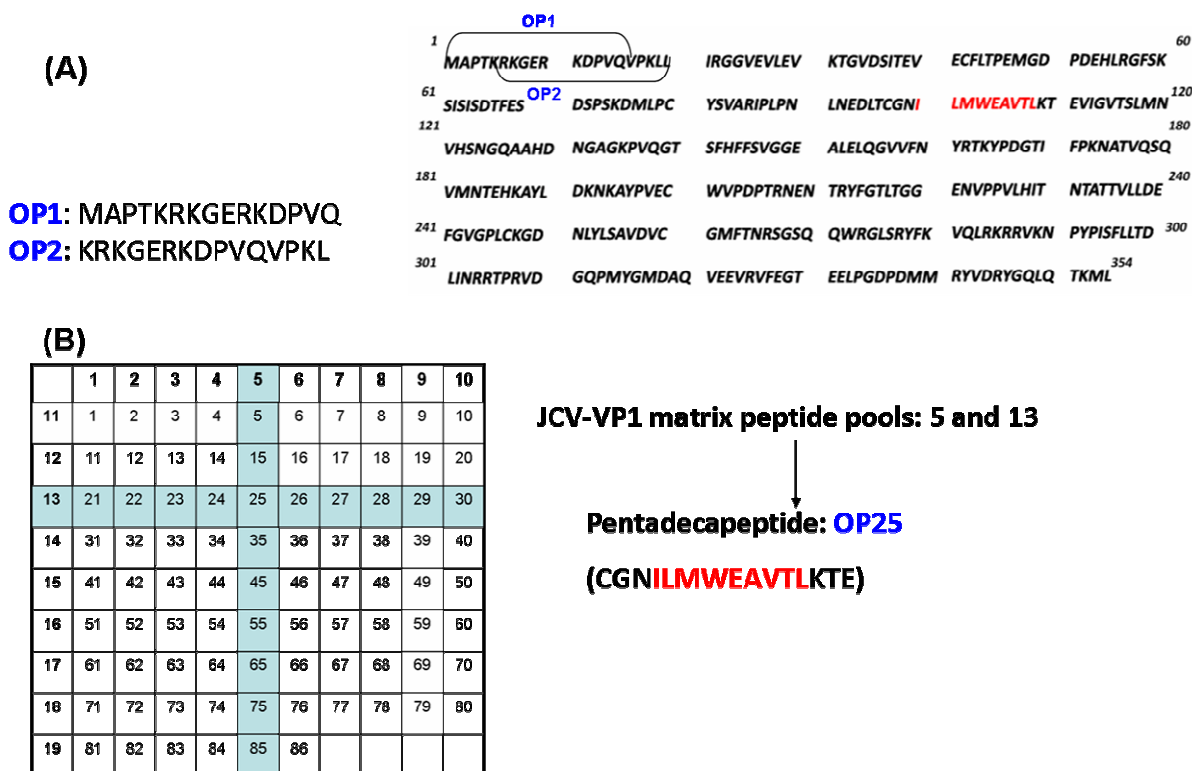 (A)
OP1
1 MAPTKRKGER KDPVQVPKLL IRGGVEVLEV KTGVDSITEV ECFLTPEMGD PDEHLRGFSK 60
OP2
61 SISISDTFES DSPSKDMLPC YSVARIPLPN LNEDLTCGNI LMWEAVTLKT EVIGVTSLMN 120
121 VHSNGQAAHD NGAGKPVQGT SFHFFSVGGE ALELQGVVFN YRTKYPDGTI FPKNATVQSQ 180
181 VMNTEHKAYL DKNKAYPVEC WVPDPTRNEN TRYFGTLTGG ENVPPVLHIT NTATTVLLDE 240
241 FGVGPLCKGD NLYLSAVDVC GMFTNRSGSQ QWRGLSRYFK VQLRKRRVKN PYPISFLLTD 300
301 LINRRTPRVD GQPMYGMDAQ VEEVRVFEGT EELPGDPDMM RYVDRYGQLQ TKML 354
OP1: MAPTKRKGERKDPVQ
OP2: KRKGERKDPVQVPKL
(B)
1 2 3 4 5 6 7 8 9 10
11 1 2 3 4 5 6 7 8 9 10
12 11 12 13 14 15 16 17 18 19 20
13 21 22 23 24 25 26 27 28 29 30
14 31 32 33 34 35 36 37 38 39 40
15 41 42 43 44 45 46 47 48 49 50
16 51 52 53 54 55 56 57 58 59 60
17 61 62 63 64 65 66 67 68 69 70
18 71 72 73 74 75 76 77 78 79 80
19 81 82 83 84 85 86
JCV-VP1 matrix peptide pools: 5 and 13
Pentadecapeptide: OP25
(CGNILMWEAVTLKTE)